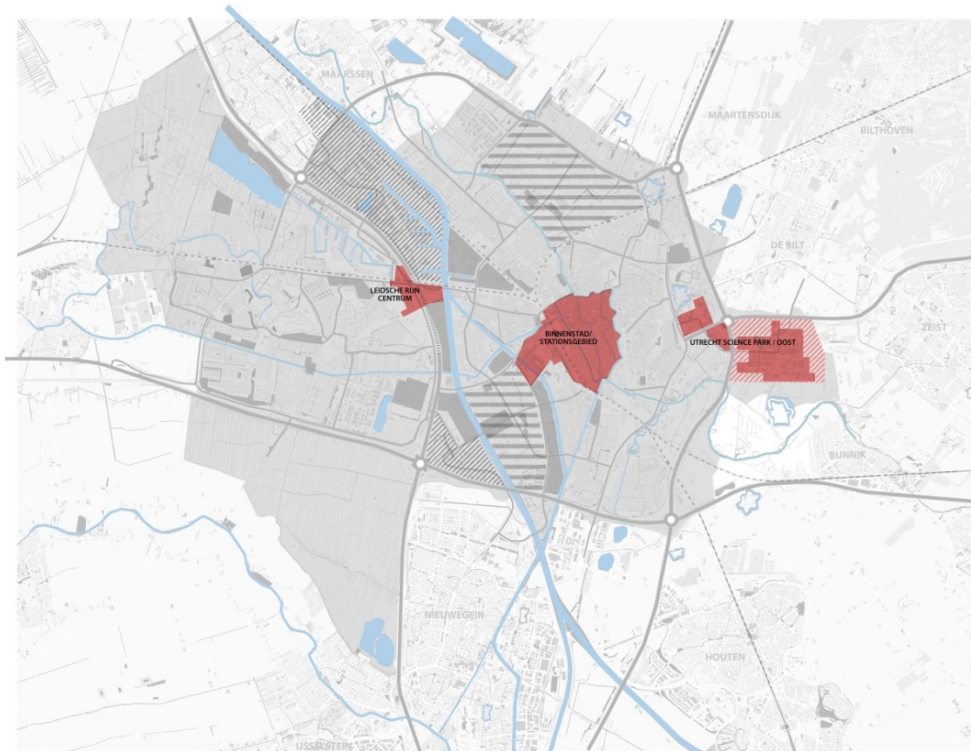 MAARSSEN
MAARTENSDIJK
BILTHOVEN
DE BILT
LEIDSCHE RIJN
CENTRUM
BINNENSTAD/
STATIONSGEBIED
UTRECHT SCIENCE PARK / OOST
ZEIST
BUNNIK
NIEUWEGEIN
HOUTEN
IJSSELSTEIN